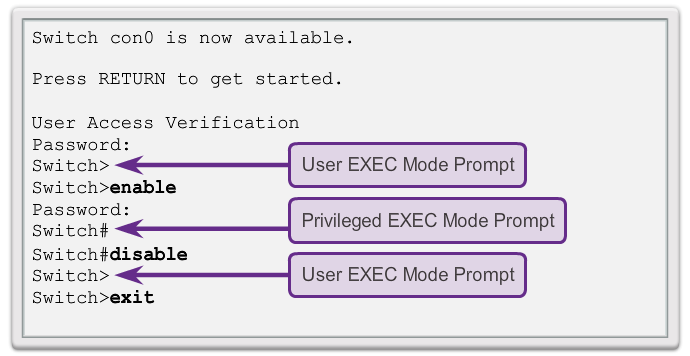 Switch con0 is now available.
Press RETURN to get started.
User Access Verification
Password:
Switch>
User EXEC Mode Prompt
Switch>enable
Password:
Switch#
Privileged EXEC Mode Prompt
Switch#disable
Switch>
User EXEC Mode Prompt
Switch>exit